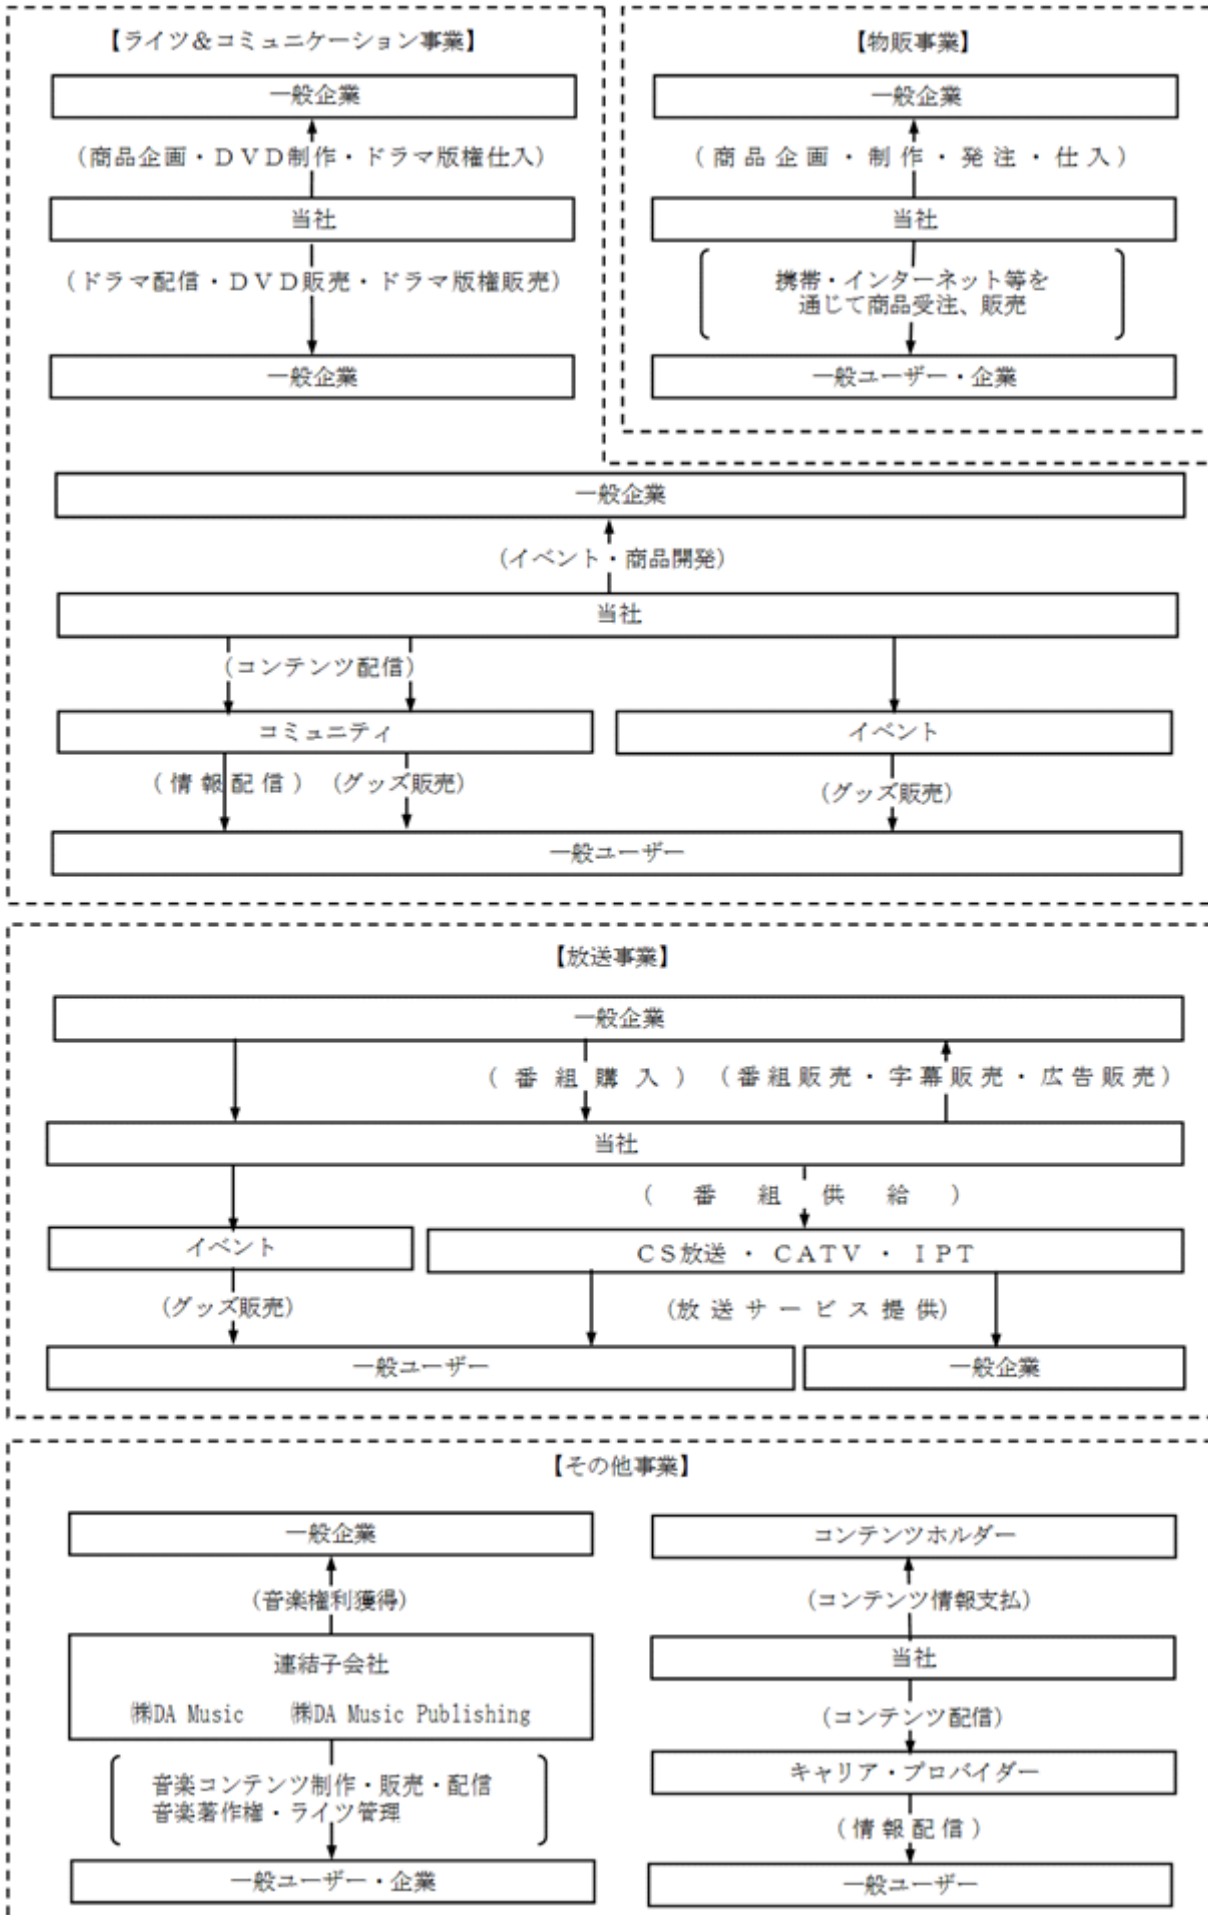 【ライツ＆コミュニケーション事業】
一般企業
（商品企画・ＤＶＤ制作・ドラマ版権仕入）
当社
（ドラマ配信・ＤＶＤ販売・ドラマ版権販売）
一般企業
【物販事業】
一般企業
（商品企画・制作・発注・仕入）
当社
携帯・インターネット等を
通じて商品受注、販売
一般ユーザー・企業
一般企業
（イベント・商品開発）
当社
（コンテンツ配信）
コミュニティ
イベント
（情報配信）
（グッズ販売）
（グッズ販売）
一般ユーザー
【放送事業】
一般企業
（番組購入）
（番組販売・字幕販売・広告販売）
当社
（番組供給）
イベント
ＣＳ放送・ＣＡＴＶ・ＩＰＴ
（グッズ販売）
（放送サービス提供）
一般ユーザー
一般企業
【その他事業】
一般企業
（音楽権利獲得）
連結子会社
㈱DA Music　㈱DA Music Publishing
音楽コンテンツ制作・販売・配信
音楽著作権・ライツ管理
一般ユーザー・企業
コンテンツホルダー
（コンテンツ情報支払）
当社
（コンテンツ配信）
キャリア・プロバイダー
（情報配信）
一般ユーザー